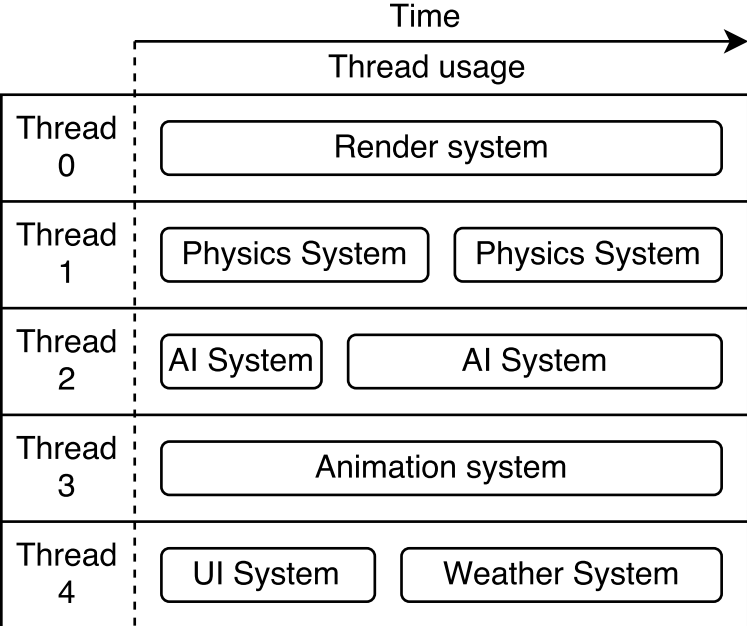 Time
Thread usage
Thread
0
Render system
Thread
1
Physics System
Physics System
Thread
2
AI System
AI System
Thread
3
Animation system
Thread
4
UI System
Weather System